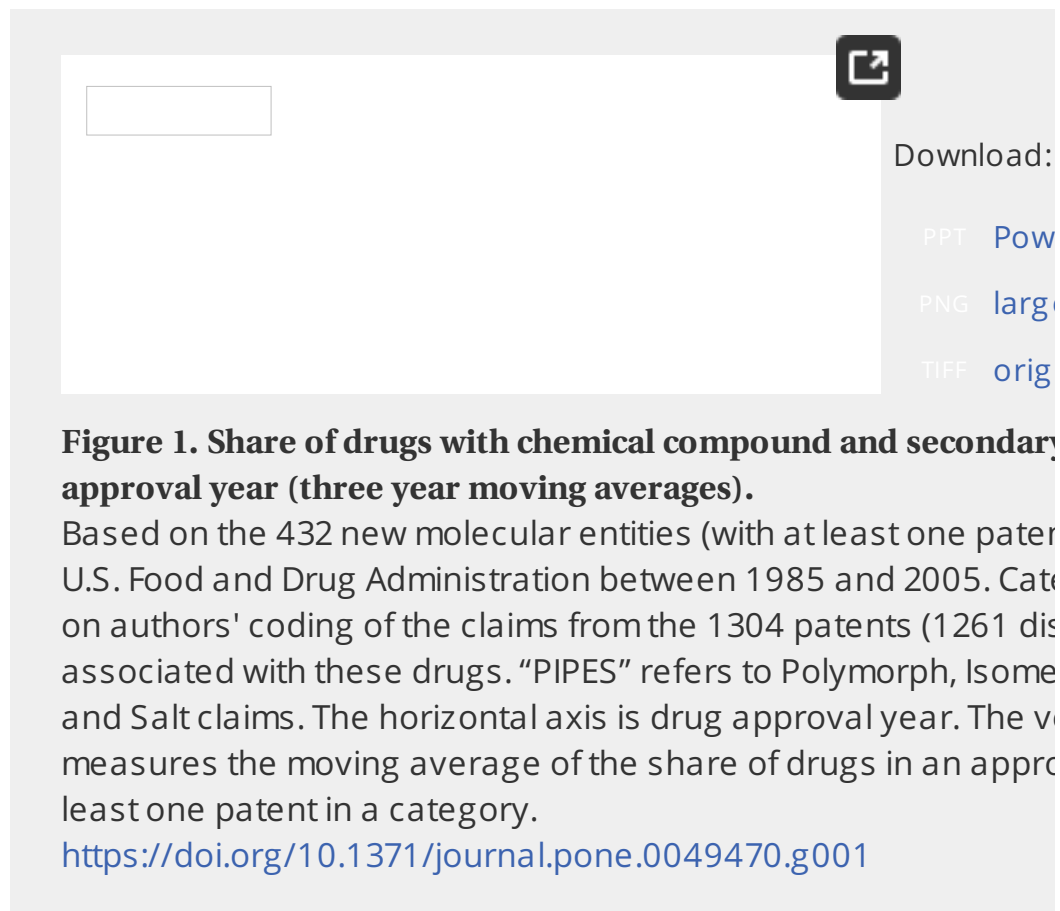 Download:
PPT Pow
PNG larg
TIFF orig
Figure 1. Share of drugs with chemical compound and secondary
approval year (three year moving averages).
Based on the 432 new molecular entities (with at least one paten
U.S. Food and Drug Administration between 1985 and 2005. Cate
on authors' coding of the claims from the 1304 patents (1261 dis
associated with these drugs. “PIPES” refers to Polymorph, Isome
and Salt claims. The horizontal axis is drug approval year. The ve
measures the moving average of the share of drugs in an appro
least one patent in a category.
https://doi.org/10.1371/journal.pone.0049470.g001